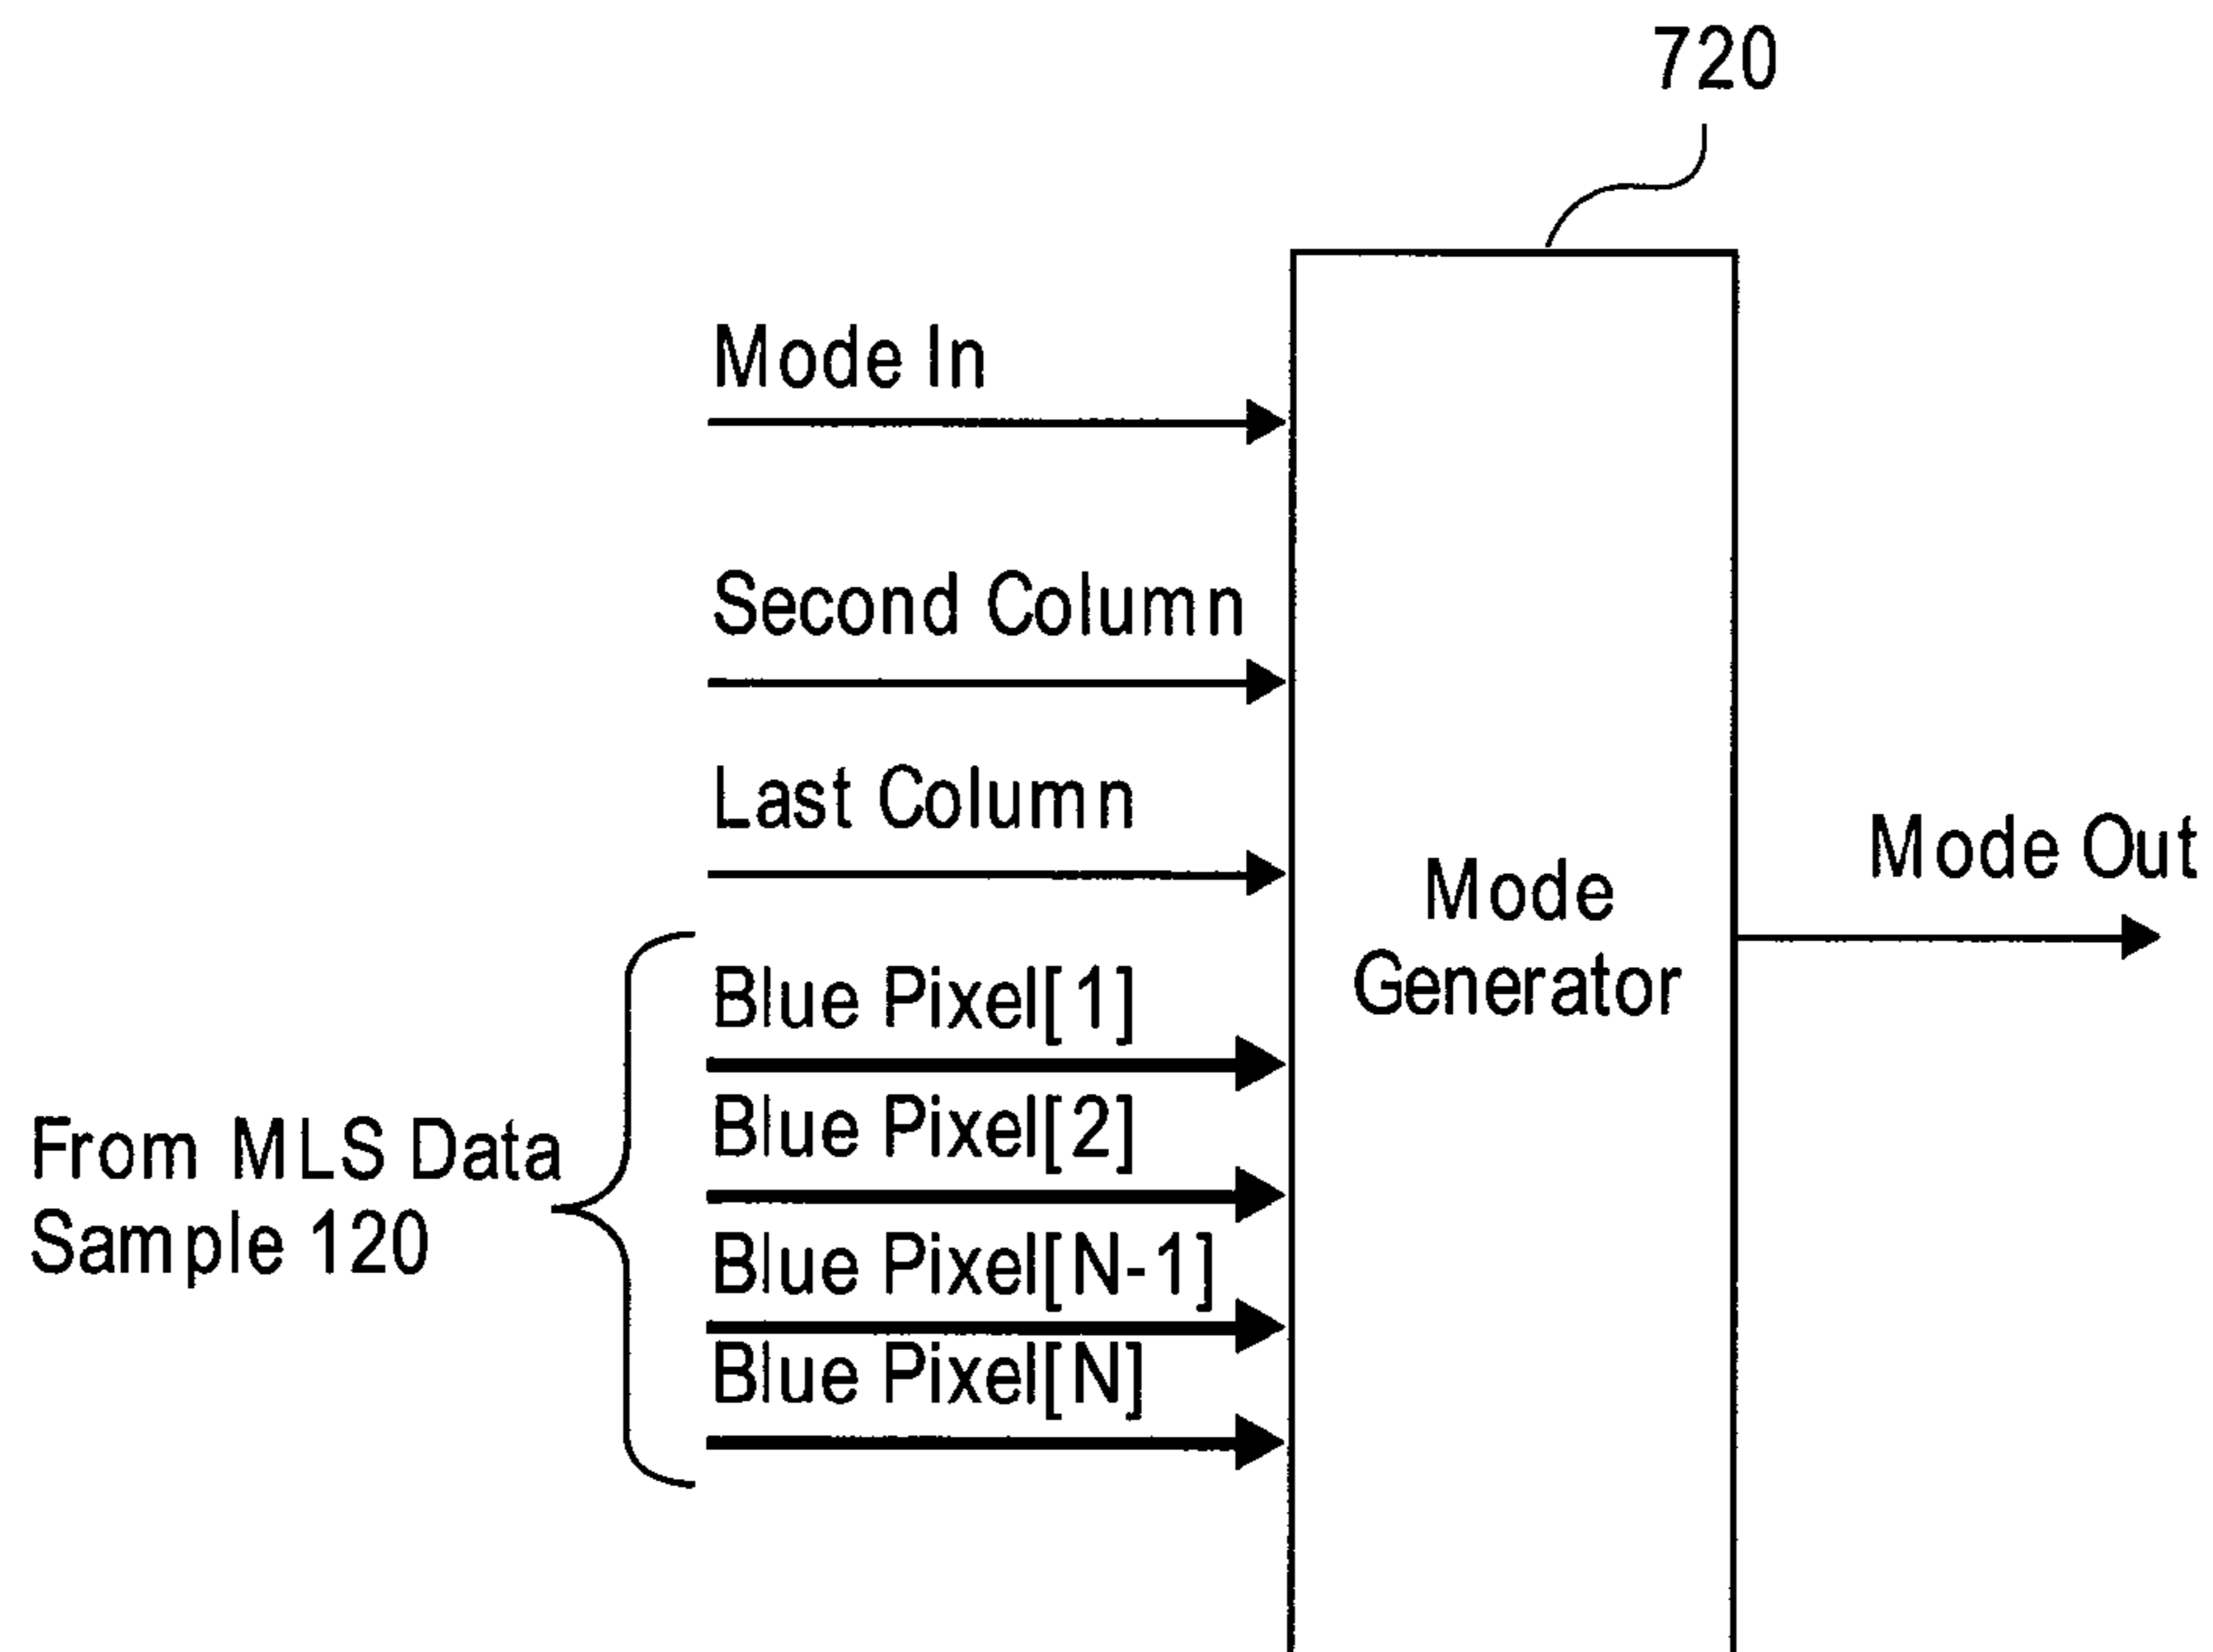 720
Mode In
Second Column
Last Column
Mode
Generator
Mode Out
Blue Pixel[1]
Blue Pixel[2]
Blue Pixel[N-1]
Blue Pixel[N]
From MLS Data
Sample 120